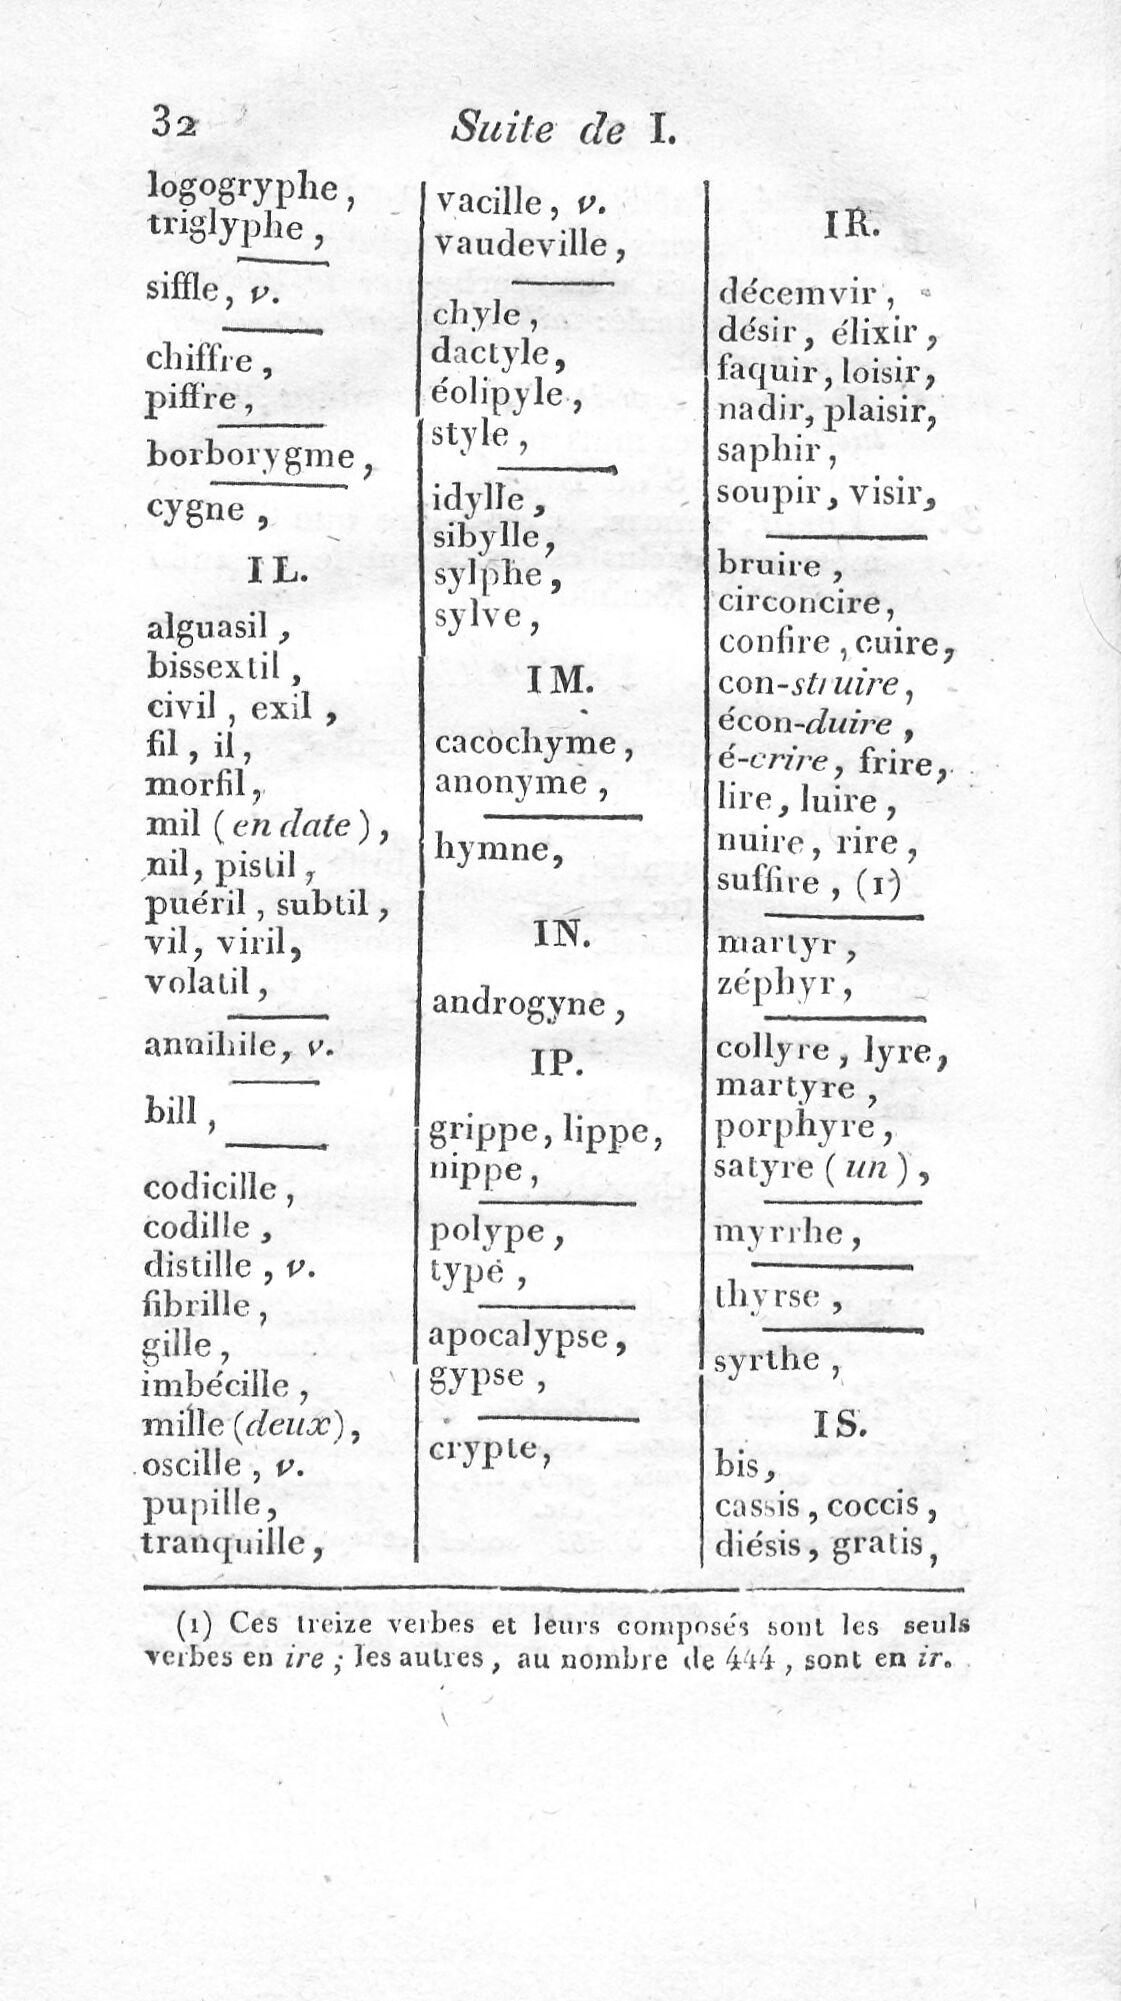 32 Suite de I.
logogryphe,
triglyphe,
siffle, v.
chiffre,
piffre,
borborygme,
cygne,
IL.
alguasil,
bissextil,
civil, exil,
fil, il,
morfil,
mil (en date),
nil, pistil,
puéril, subtil,
vil, viril,
volatil,
annihile, v.
bill,
codicille,
codille,
distille, v.
fibrille,
gille,
imbécille,
mille (deux),
oscille, v.
pupille,
tranquille,
vacille, v.
vaudeville,
chyle,
dactyle,
éolipyle,
style,
idylle,
sibylle,
sylphe,
sylve,
IM.
cacochyme,
anonyme,
hymne,
IN.
androgyne,
IP.
grippe, lippe,
nippe,
polype,
type,
apocalypse,
gypse,
crypte,
IR.
décemvir,
désir, élixir,
faquir, loisir,
nadir, plaisir,
saphir,
soupir, visir,
bruire,
circoncire,
confire, cuire,
con-struire,
écon-duire,
é-crire, frire,
lire, luire,
nuire, rire,
suffire, (1)
martyr,
zéphyr,
collyre, lyre,
martyre,
porphyre,
satyre (un),
myrrhe,
thyrse,
syrthe,
IS.
bis,
cassis, coccis,
diésis, gratis,
(1) Ces treize verbes et leurs composés sont les seuls
verbes en ire; les autres, au nombre de 444, sont en ir.